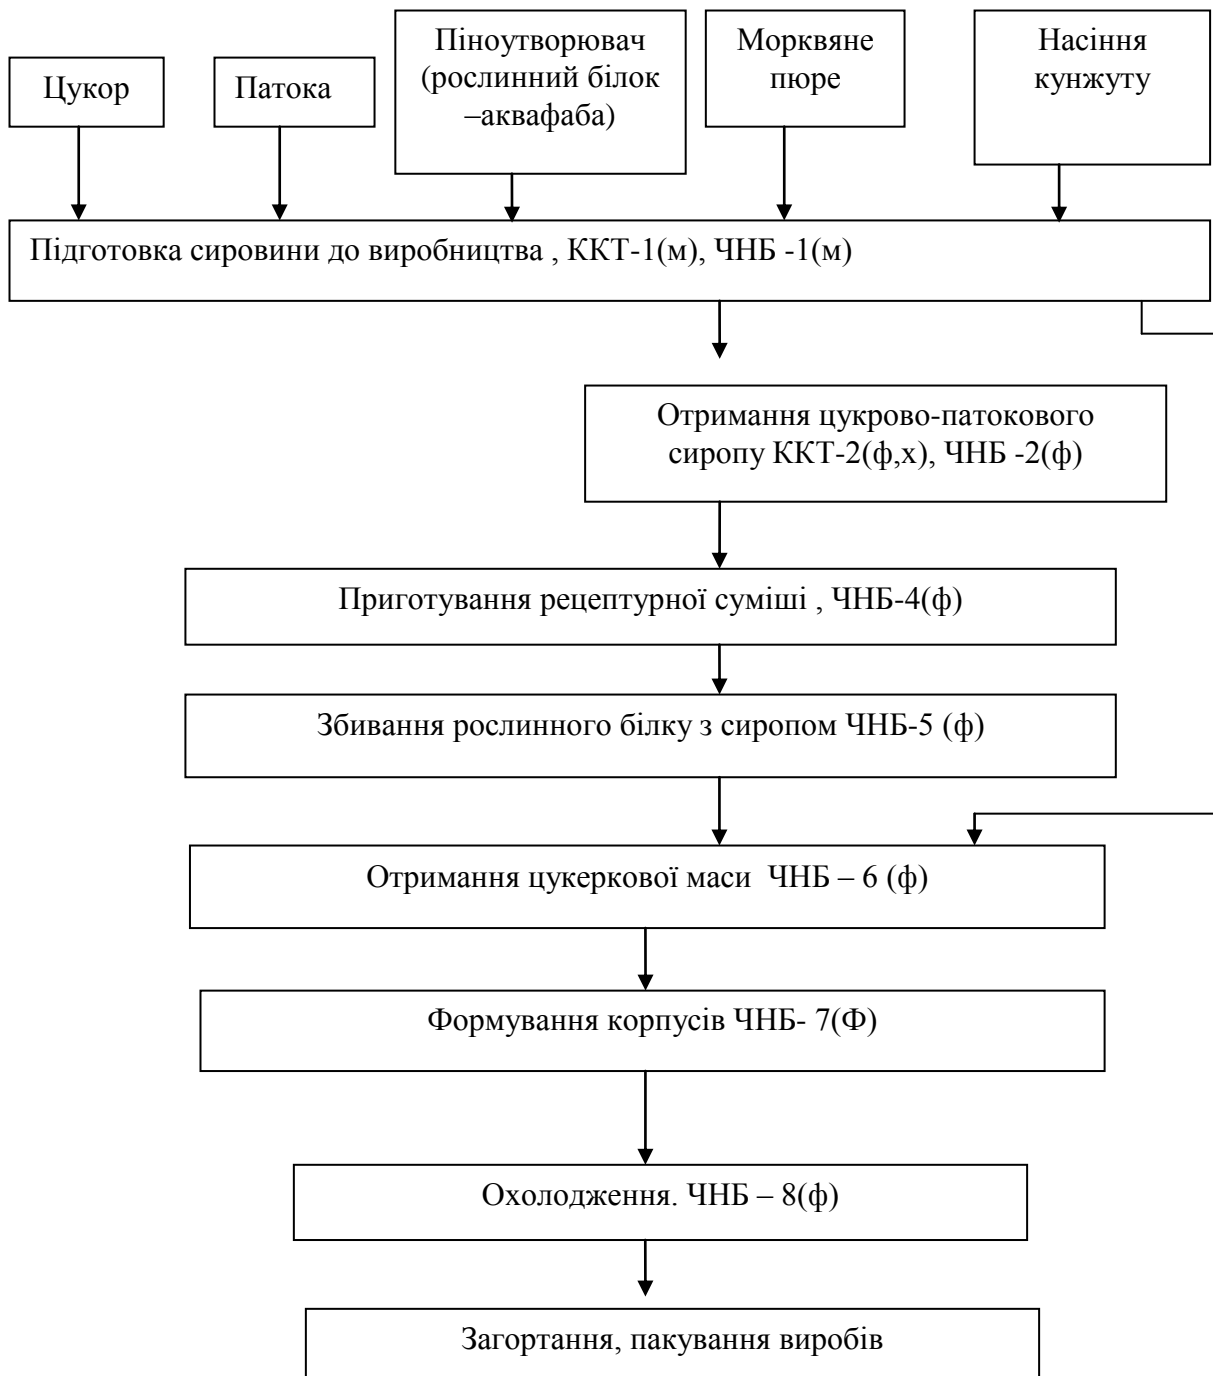 Цукор
Патока
Піноутворювач
(рослинний білок
–аквафаба)
Морквяне
пюре
Насіння
кунжуту
Підготовка сировини до виробництва , ККТ-1(м), ЧНБ -1(м)
Отримання цукрово-патокового
сиропу ККТ-2(ф,х), ЧНБ -2(ф)
Приготування рецептурної суміші , ЧНБ-4(ф)
Збивання рослинного білку з сиропом ЧНБ-5 (ф)
Отримання цукеркової маси ЧНБ – 6 (ф)
Формування корпусів ЧНБ- 7(Ф)
Охолодження. ЧНБ – 8(ф)
Загортання, пакування виробів